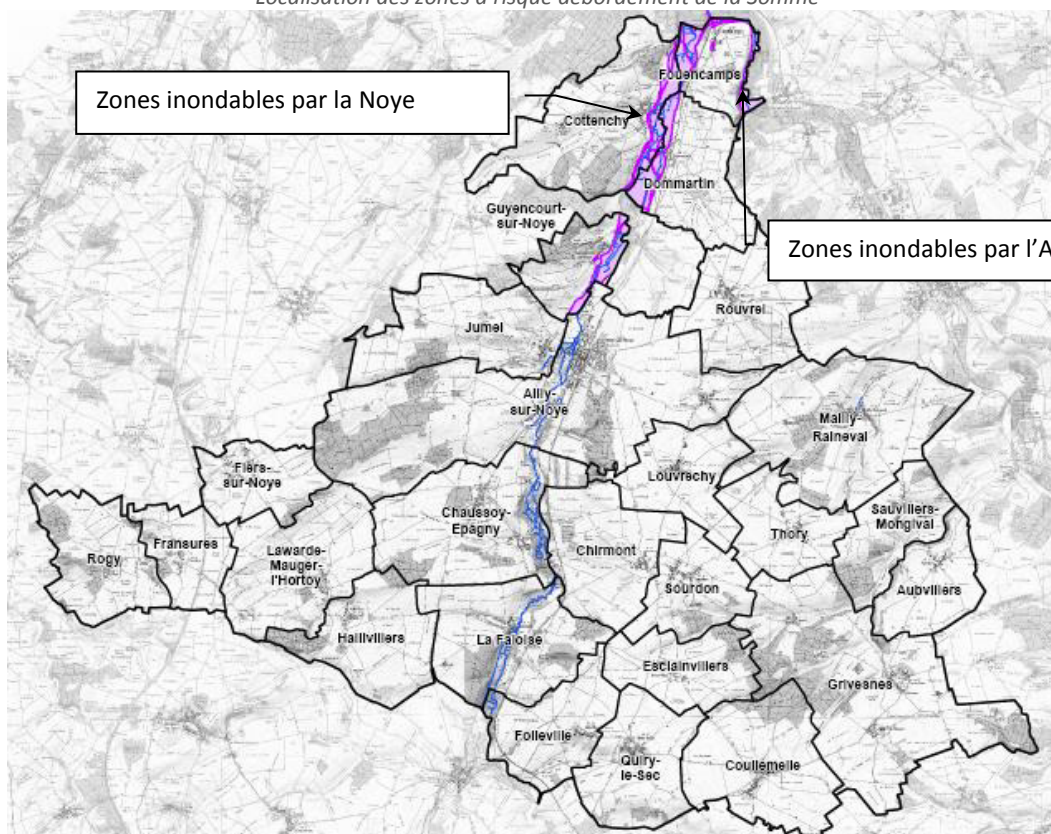 Localisation des zones à risque débordement de la Somme
Fouencamps
Zones inondables par la Noye
Cottenchy
Dommartin
Guyencourt-
sur-Noye
Zones inondables par l'A
Rouvrel
Jumel
Ailly-
sur-Noye
Mailly-
Raineval
Flers-
sur-Noye
Louvrechy
Chaussoy-
Epagny
Sauvillers-
Mongival
Thory
Rogy
Fransures
Lawarde-
Mauger-
l'Hortoy
Chirmont
Sourdon
Aubvillers
Hallivillers
La Faloise
Esclainvillers
Grivesnes
Folleville
Quiry-
le-Sec
Coullemelle